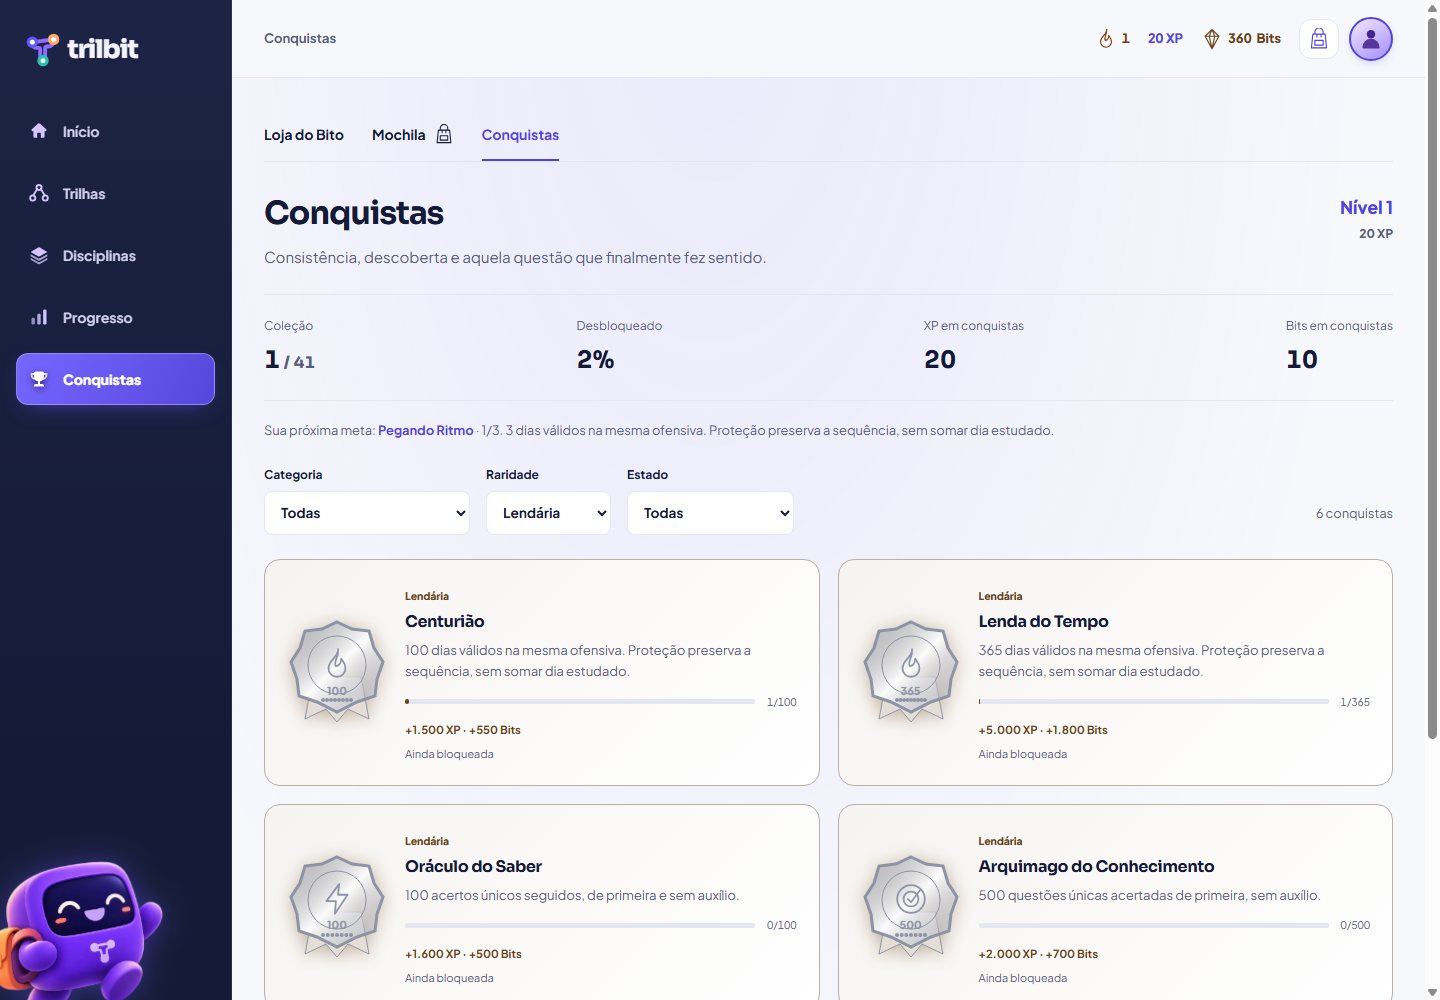 trilbit
Início
Trilhas
Disciplinas
Progresso
Conquistas
Conquistas
1 20 XP 360 Bits
Loja do Bito Mochila Conquistas
Conquistas
Nível 1
20 XP
Consistência, descoberta e aquela questão que finalmente fez sentido.
Coleção Desbloqueado XP em conquistas Bits em conquistas
1 / 41 2% 20 10
Sua próxima meta: Pegando Ritmo · 1/3. 3 dias válidos na mesma ofensiva. Proteção preserva a sequência, sem somar dia estudado.
Categoria Raridade Estado
Todas Lendária Todas 6 conquistas
Lendária
Centurião
100 dias válidos na mesma ofensiva. Proteção preserva a
sequência, sem somar dia estudado.
100
1/100
+1.500 XP · +550 Bits
Ainda bloqueada
Lendária
Lenda do Tempo
365 dias válidos na mesma ofensiva. Proteção preserva a
sequência, sem somar dia estudado.
365
1/365
+5.000 XP · +1.800 Bits
Ainda bloqueada
Lendária
Oráculo do Saber
100 acertos únicos seguidos, de primeira e sem auxílio.
100
0/100
+1.600 XP · +500 Bits
Ainda bloqueada
Lendária
Arquimago do Conhecimento
500 questões únicas acertadas de primeira, sem auxílio.
500
0/500
+2.000 XP · +700 Bits
Ainda bloqueada